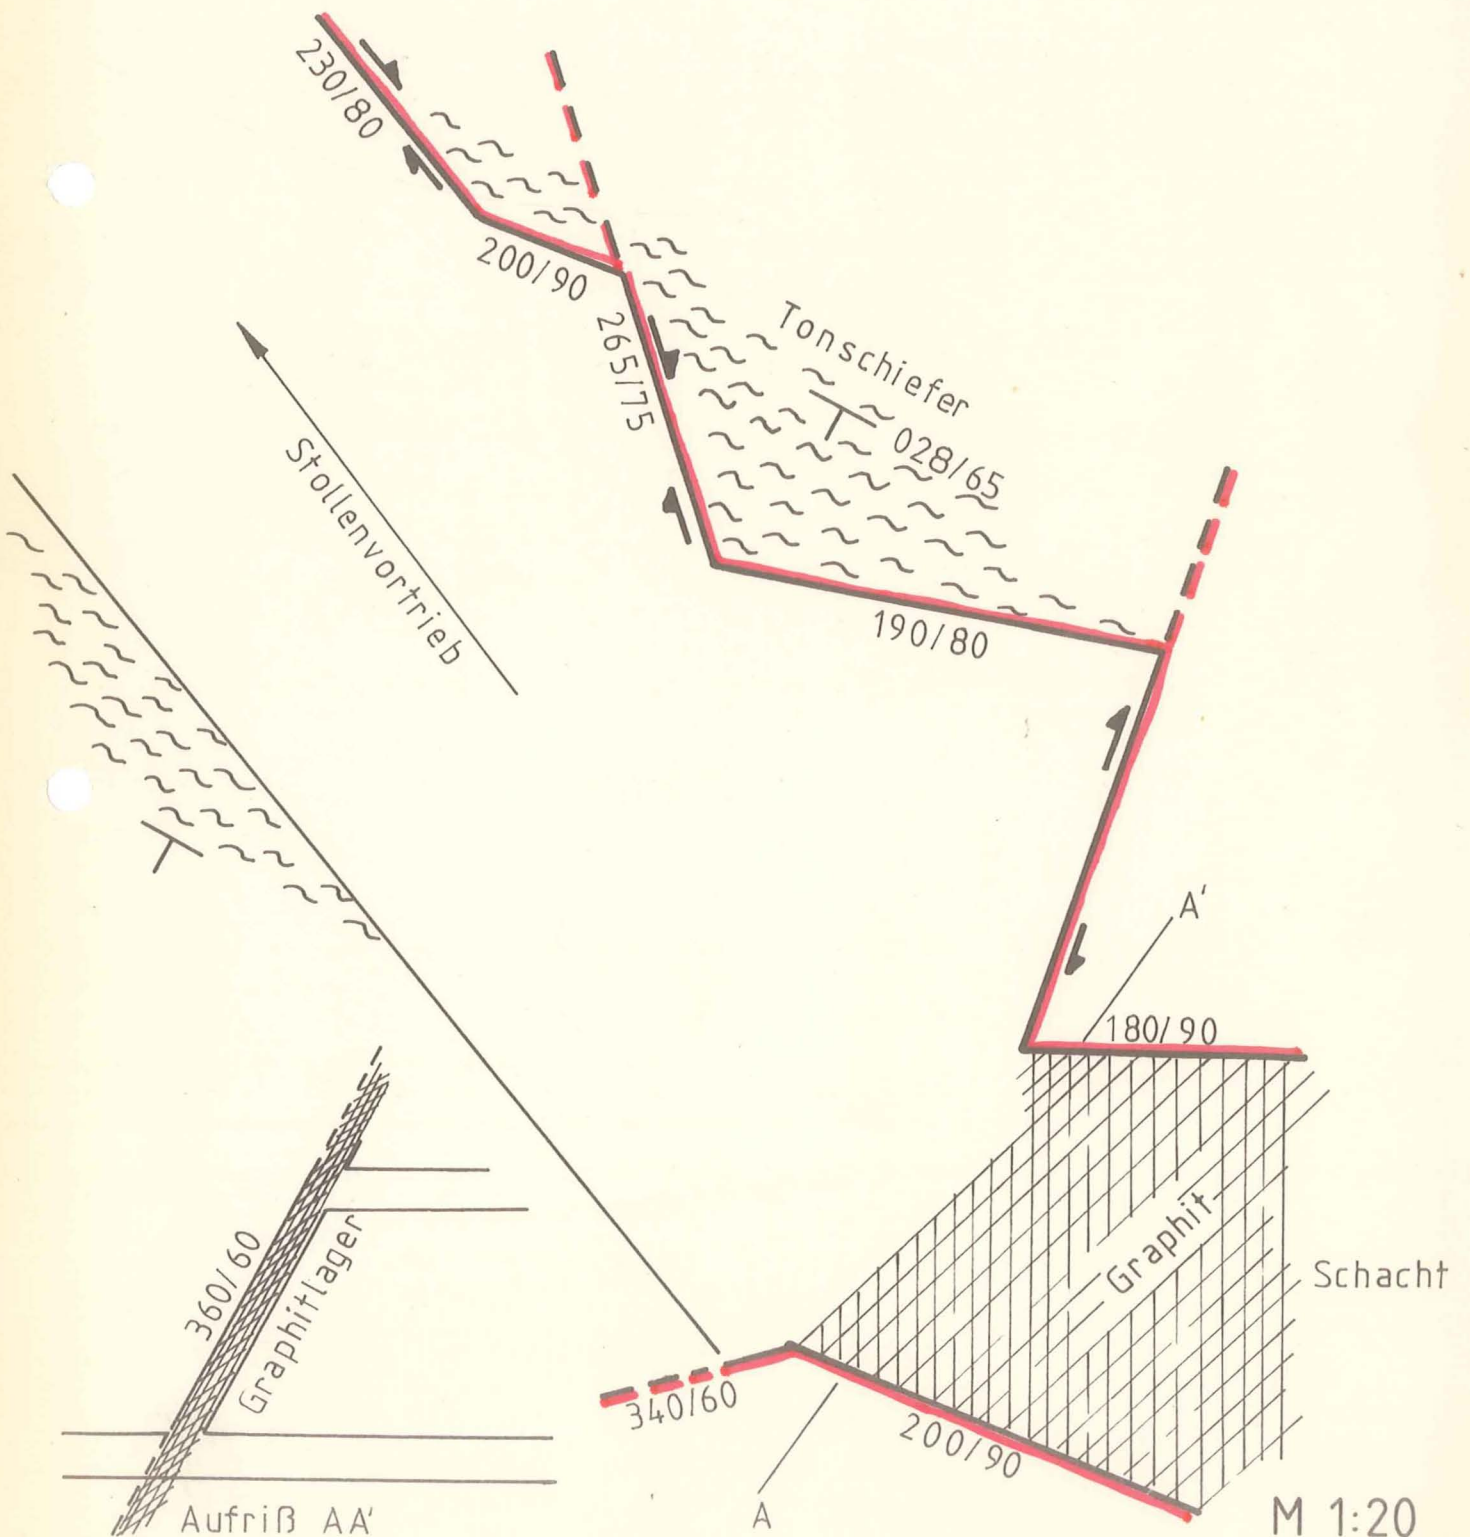 230/80
200/90
265/75
Tonschiefer
028/65
Stollenvortrieb
190/80
A'
180/90
Graphit
Schacht
360/60
Graphitlager
340/60
200/90
Aufriß AA'
A
M 1:20